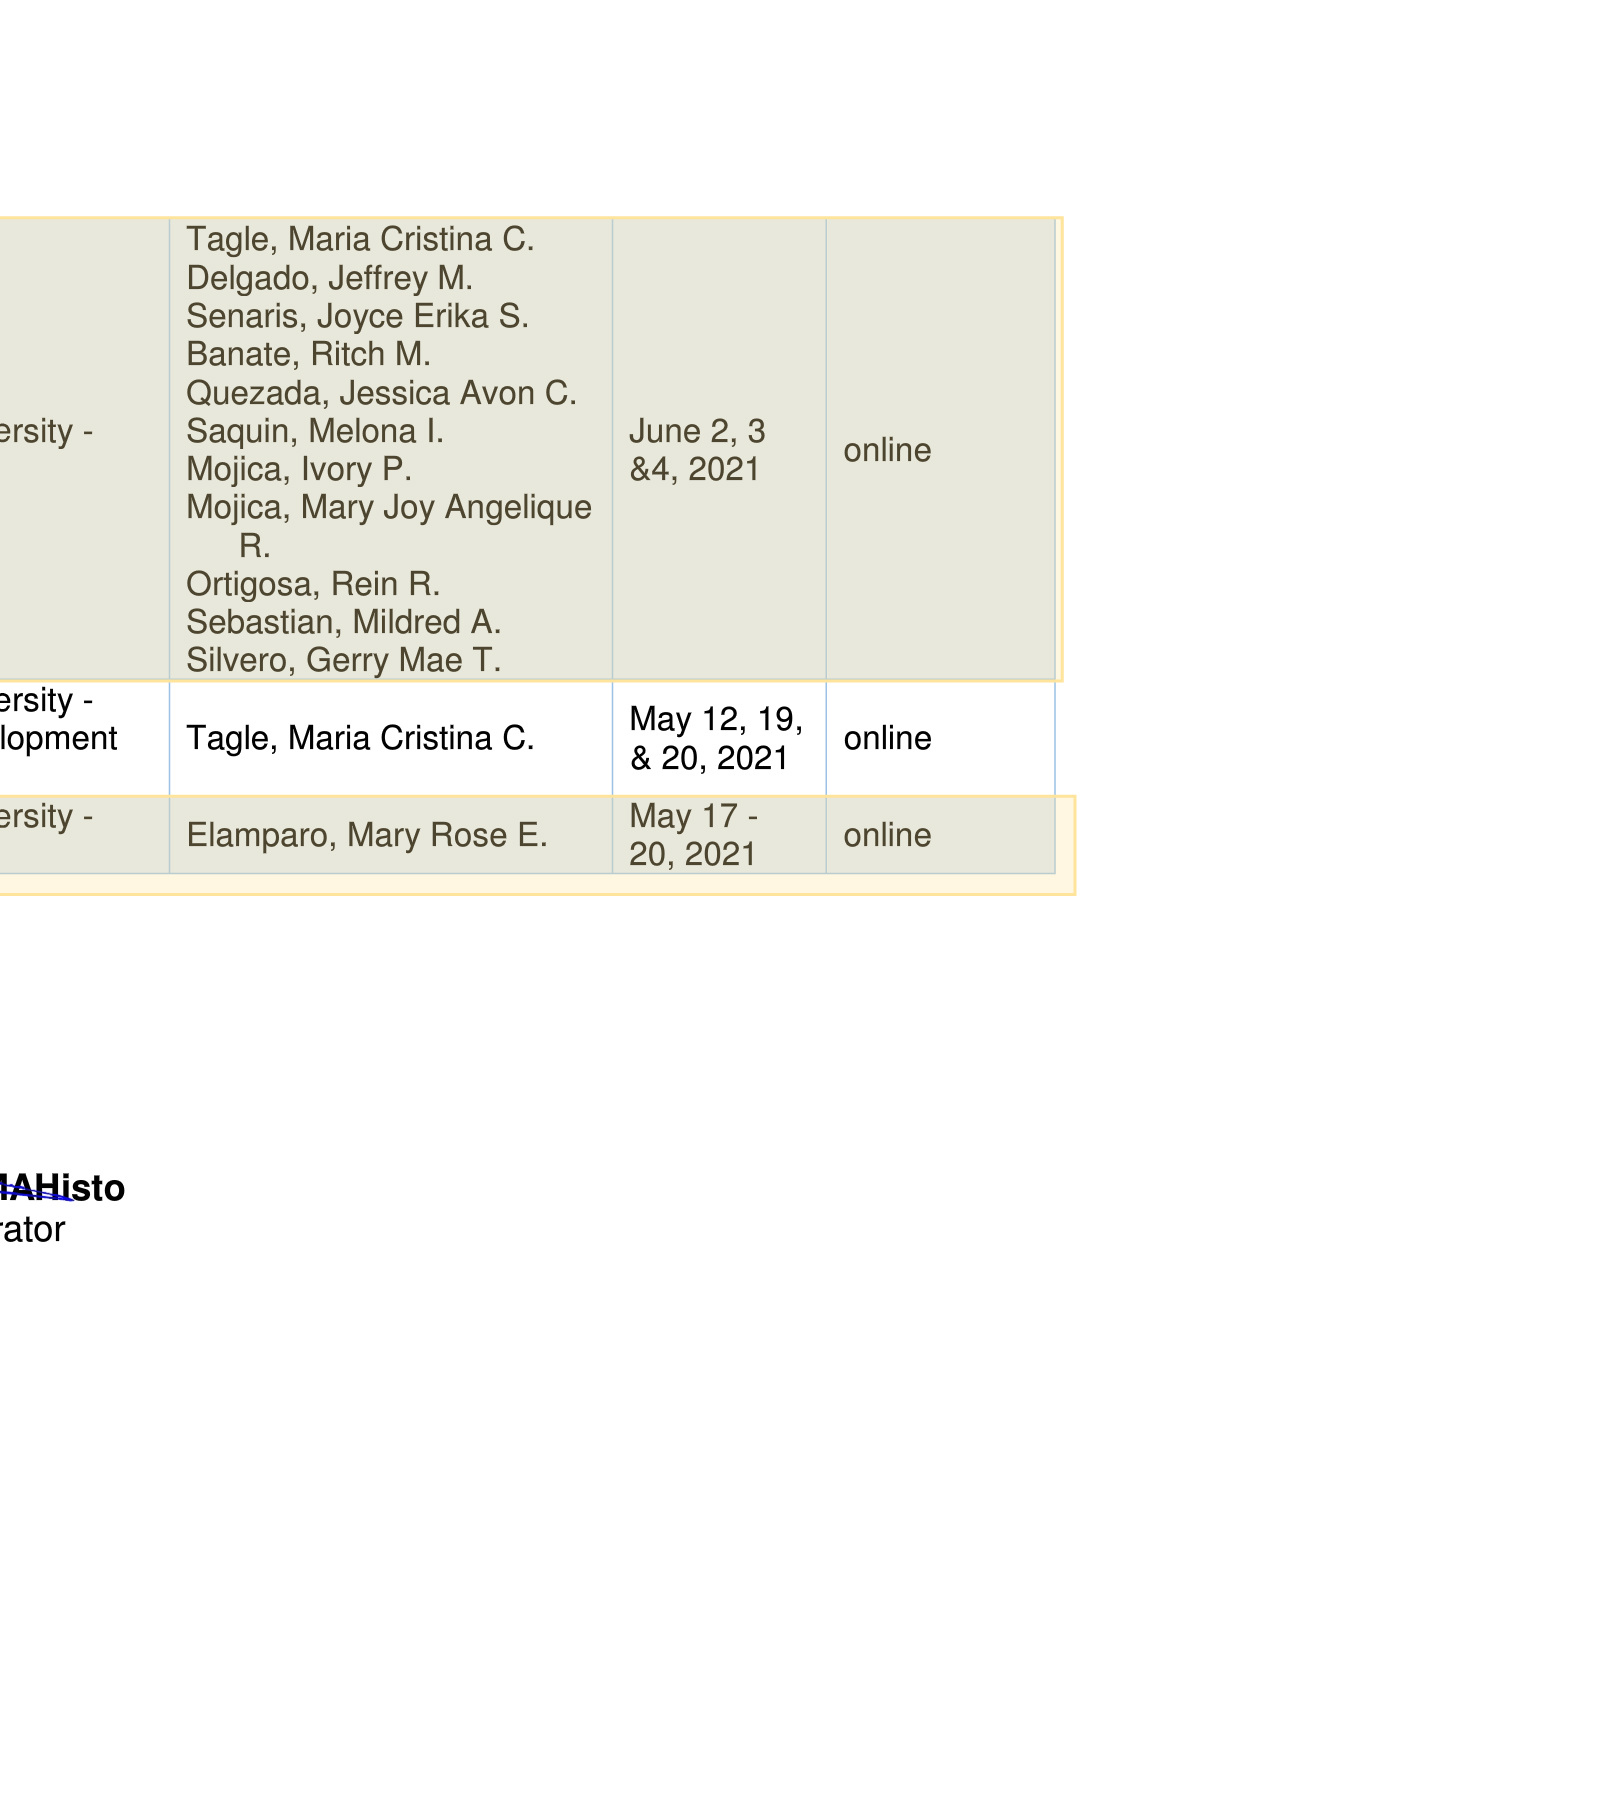 ersity -
Tagle, Maria Cristina C.
Delgado, Jeffrey M.
Senaris, Joyce Erika S.
Banate, Ritch M.
Quezada, Jessica Avon C.
Saquin, Melona I.
Mojica, Ivory P.
Mojica, Mary Joy Angelique
R.
Ortigosa, Rein R.
Sebastian, Mildred A.
Silvero, Gerry Mae T.
June 2, 3
&4, 2021
online
ersity -
lopment
Tagle, Maria Cristina C.
May 12, 19,
& 20, 2021
online
ersity -
Elamparo, Mary Rose E.
May 17 -
20, 2021
online
MAHisto
rator